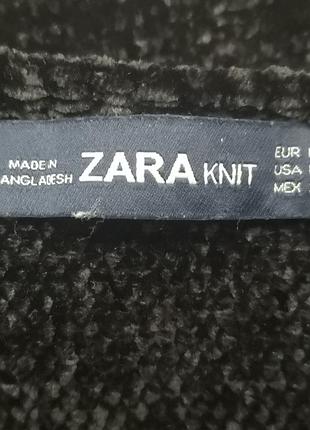 MADE IN
ANGLADESH
ZARA KNIT
EUR
USA
MEX